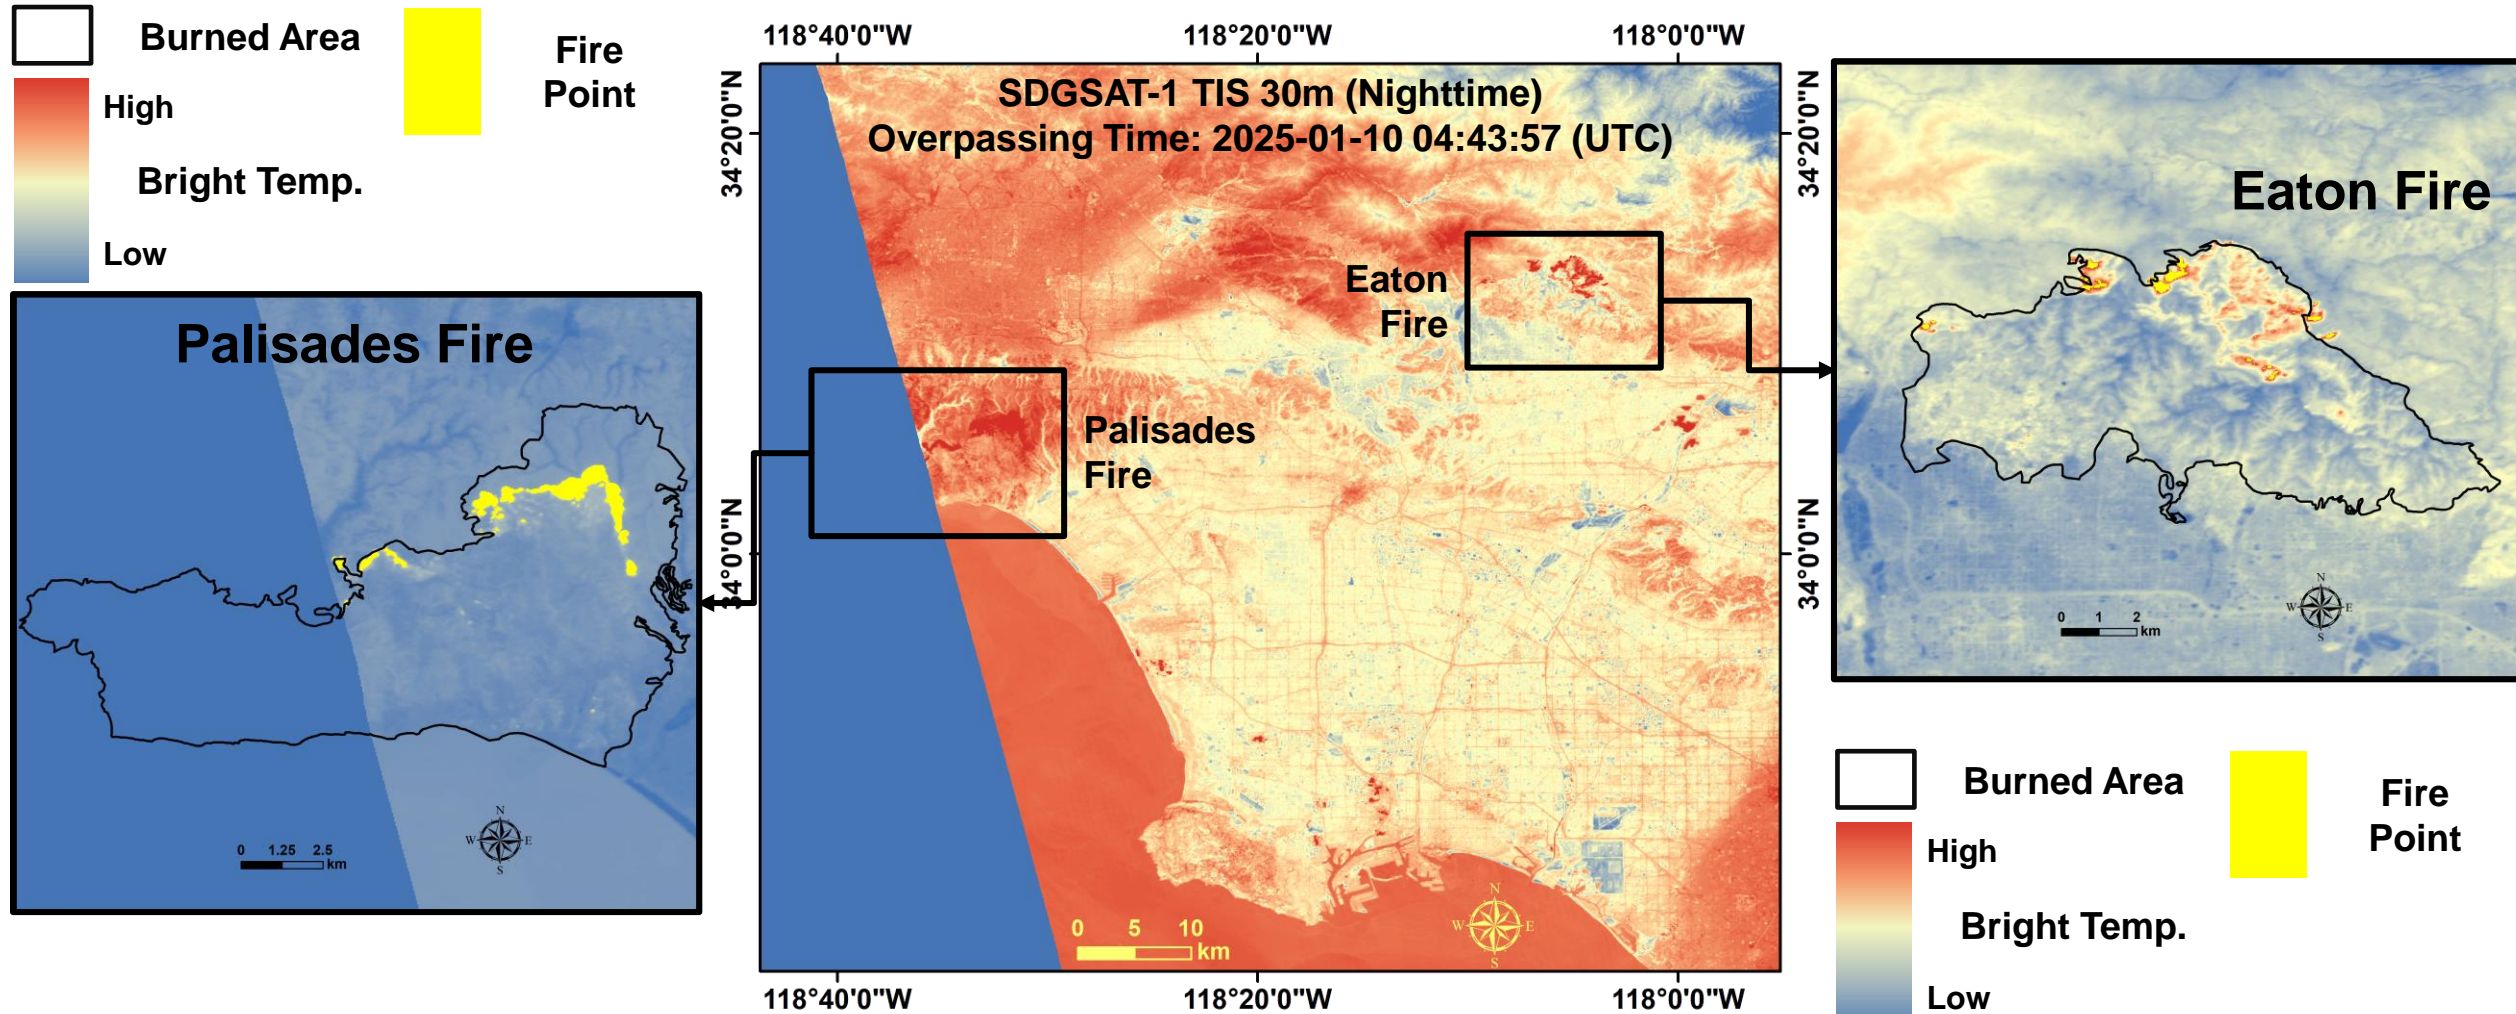 Burned Area
Fire
Point
High
Bright Temp.
Low
Palisades Fire
N
W
E
S
0 1.25 2.5
km
118°40'0"W 118°20'0"W 118°0'0"W
SDGSAT-1 TIS 30m (Nighttime)
Overpassing Time: 2025-01-10 04:43:57 (UTC)
34°20'0"N
34°0'0"N
Eaton
Fire
Palisades
Fire
0 5 10
km
N
W
E
S
34°20'0"N
34°0'0"N
118°40'0"W 118°20'0"W 118°0'0"W
Eaton Fire
0 1 2
km
N
W
E
S
Burned Area
Fire
Point
High
Bright Temp.
Low